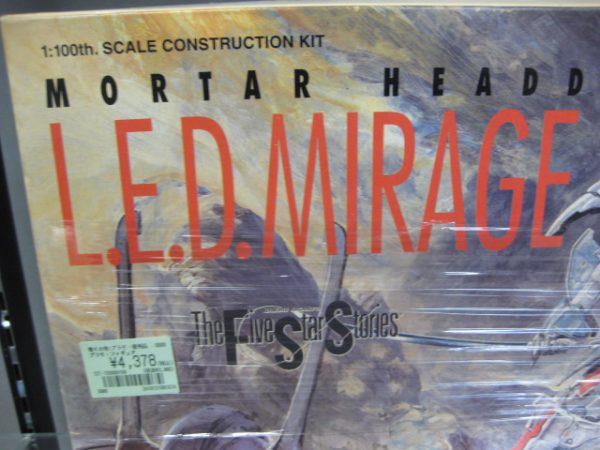 1:100th. SCALE CONSTRUCTION KIT
MORTAR HEADD
L.E.D. MIRAGE
The Five Star Stories
¥4,378